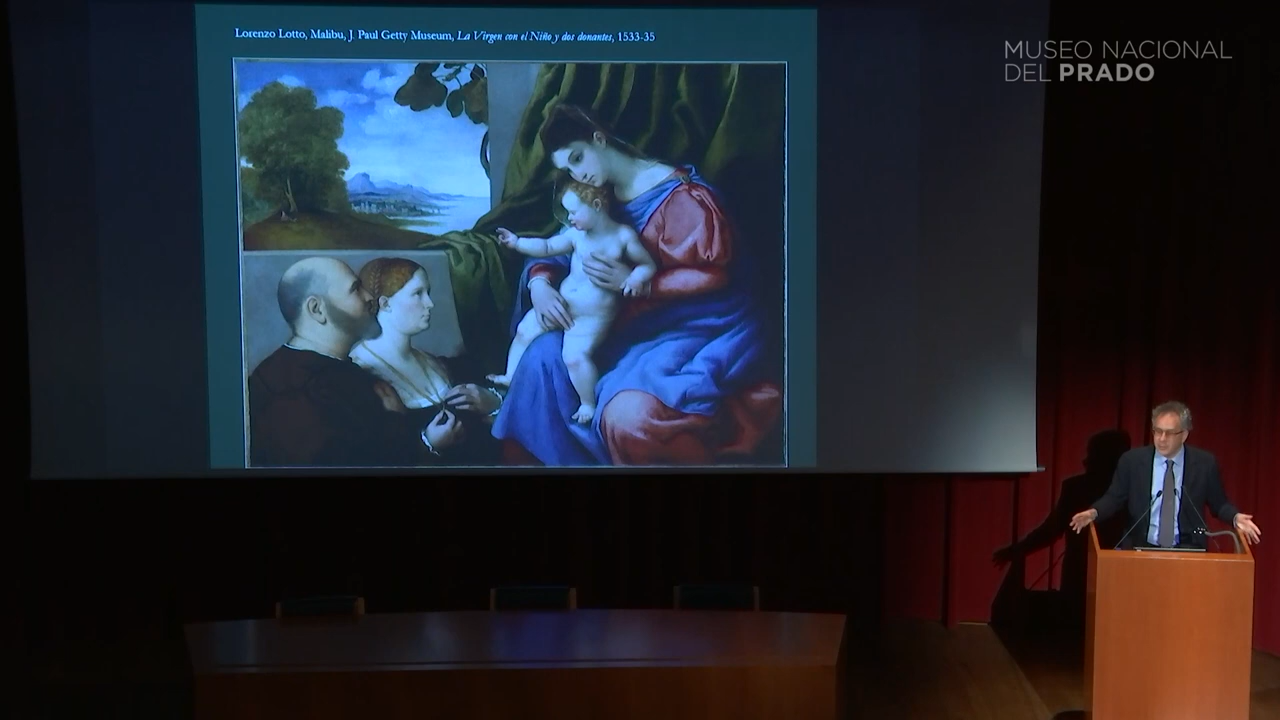 Lorenzo Lotto, Malibu, J. Paul Getty Museum, La Virgen con el Niño y dos donantes, 1533-35
MUSEO NACIONAL
DEL PRADO